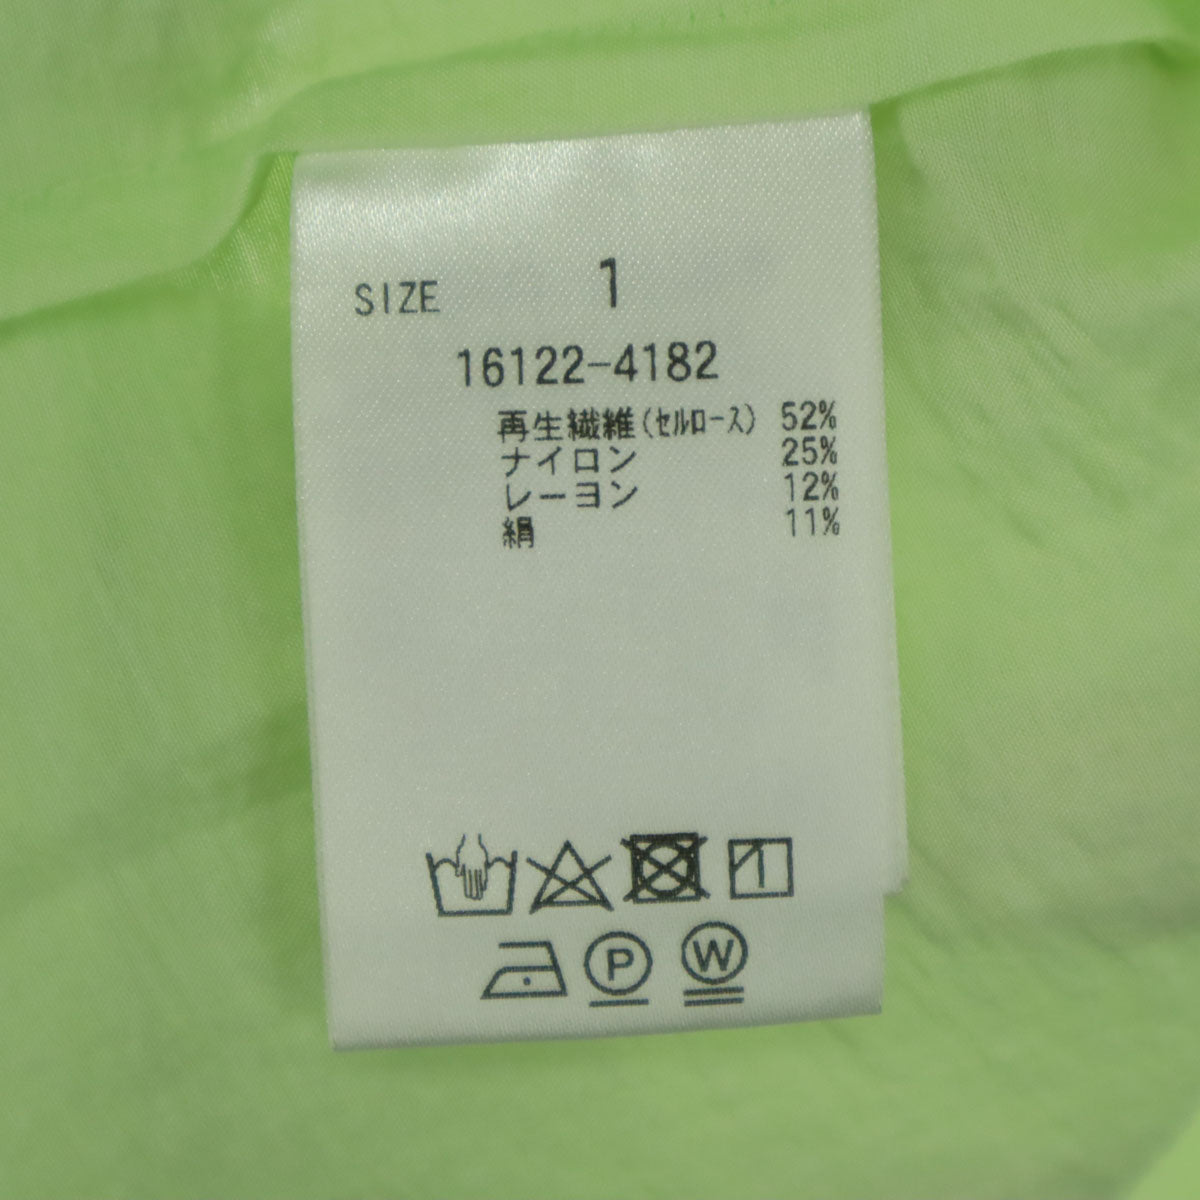 SIZE 1
16122-4182
再生繊維(ｾﾙﾛｰｽ) 52%
ナイロン 25%
レーヨン 12%
絹 11%
P W